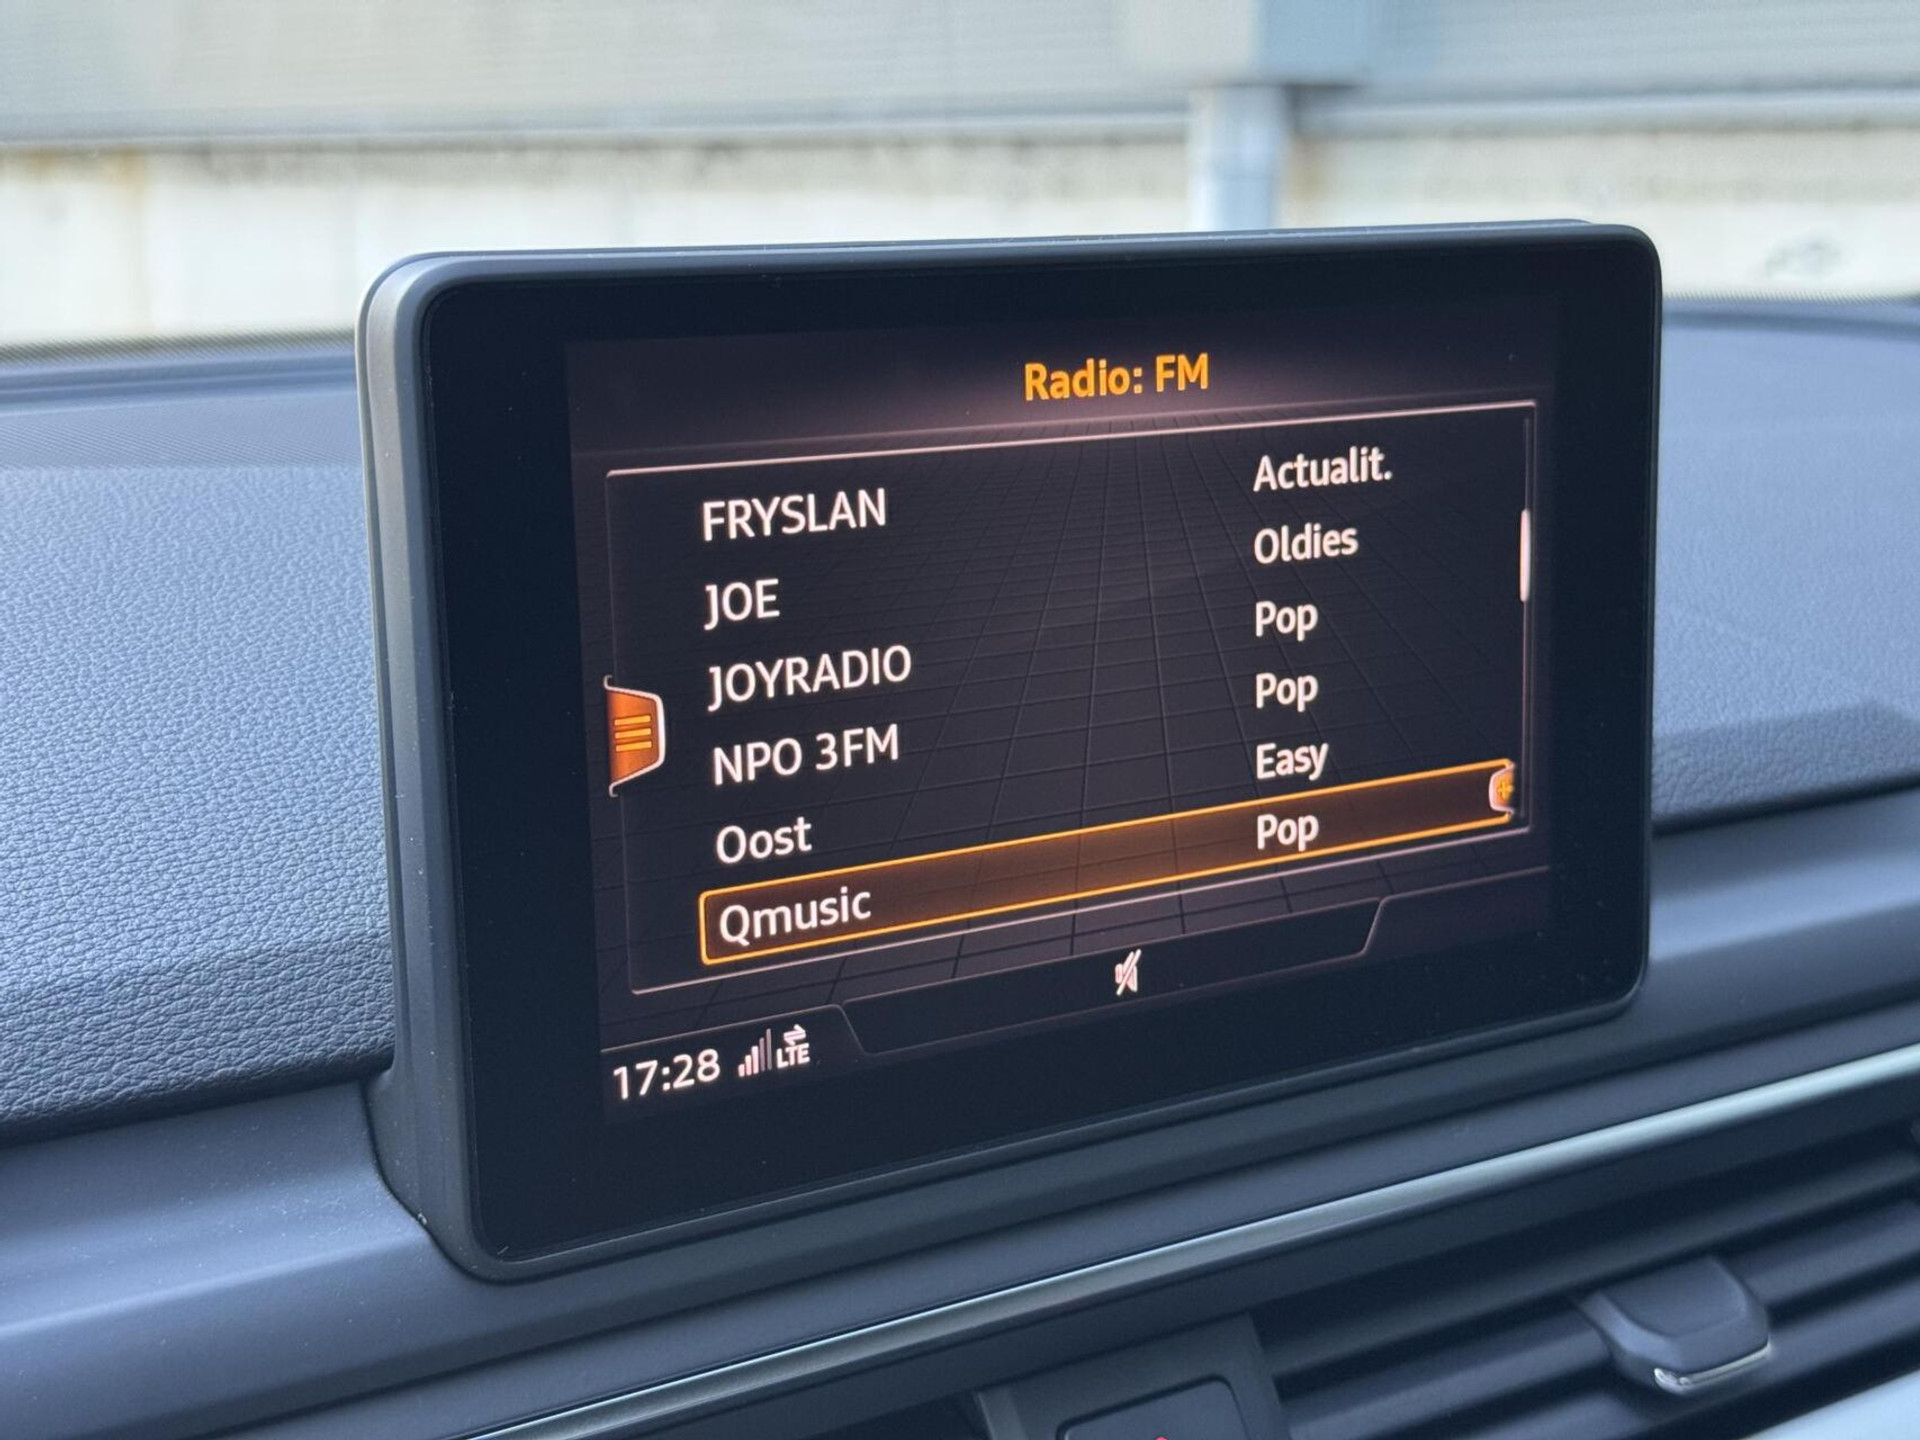 Radio: FM
FRYSLAN Actualit.
JOE Oldies
JOYRADIO Pop
NPO 3FM Pop
Oost Easy
Qmusic Pop
17:28 LTE